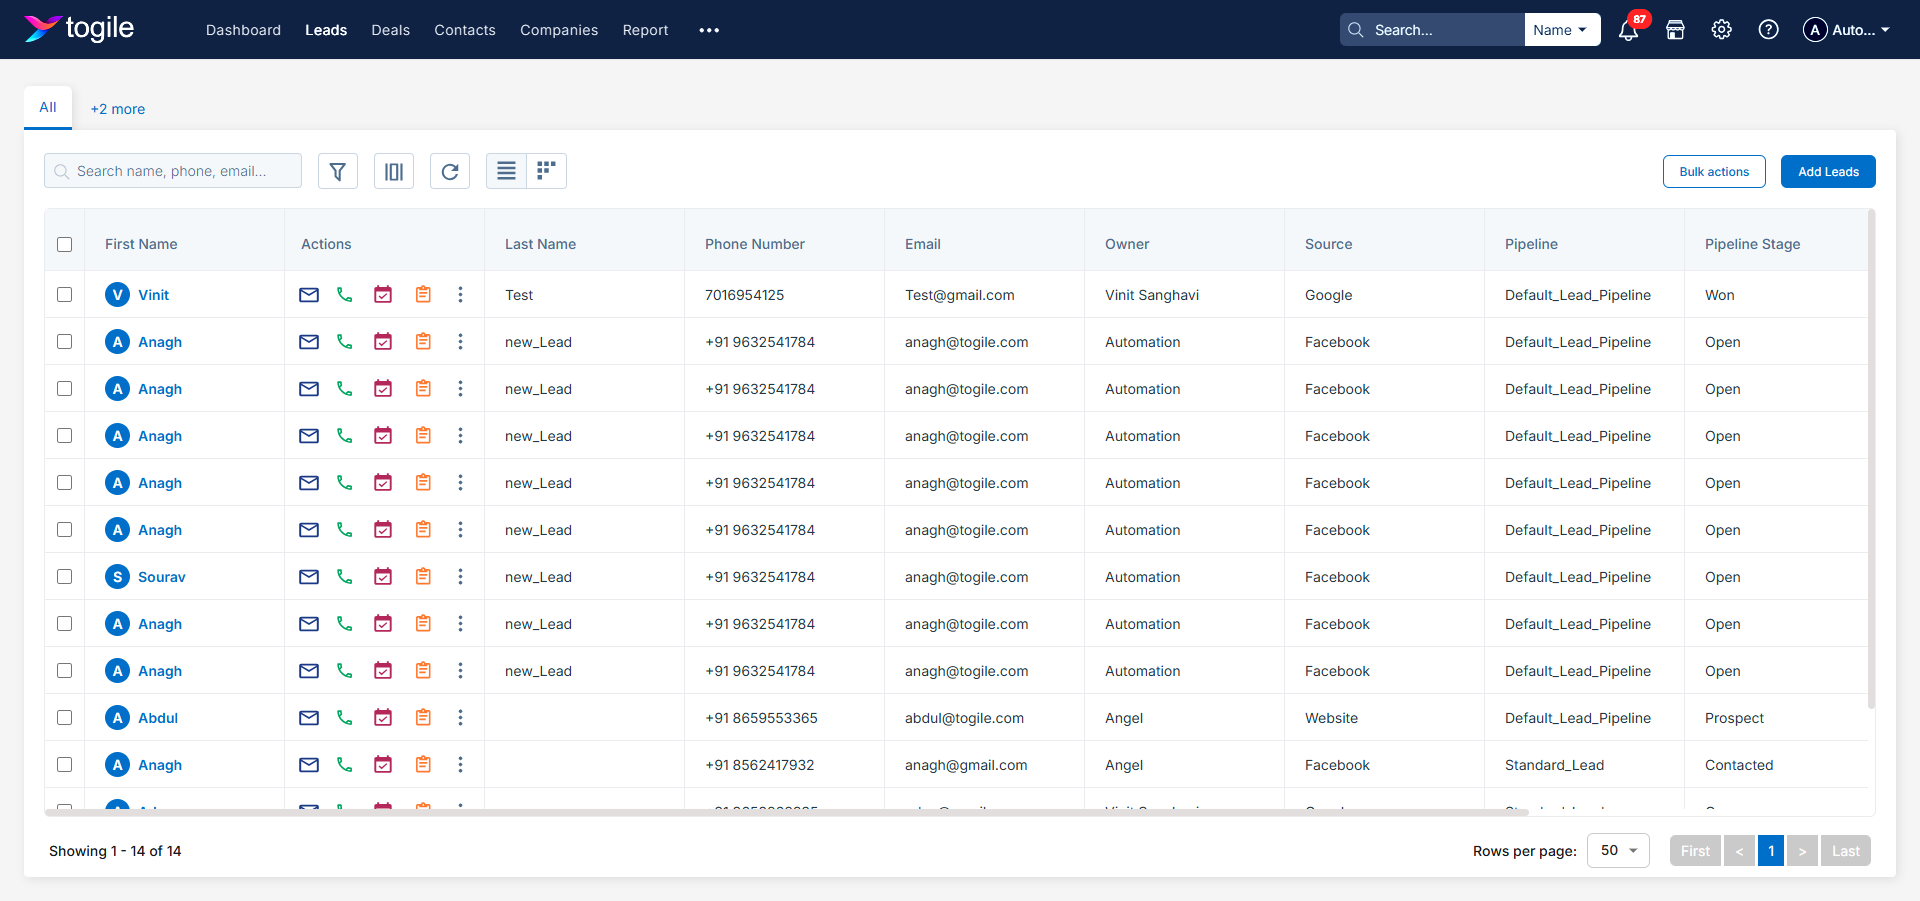 togile Dashboard Leads Deals Contacts Companies Report Search... Name 87 A Auto...
All +2 more
Search name, phone, email... Bulk actions Add Leads
First Name Actions Last Name Phone Number Email Owner Source Pipeline Pipeline Stage
V Vinit Test 7016954125 Test@gmail.com Vinit Sanghavi Google Default_Lead_Pipeline Won
A Anagh new_Lead +91 9632541784 anagh@togile.com Automation Facebook Default_Lead_Pipeline Open
A Anagh new_Lead +91 9632541784 anagh@togile.com Automation Facebook Default_Lead_Pipeline Open
A Anagh new_Lead +91 9632541784 anagh@togile.com Automation Facebook Default_Lead_Pipeline Open
A Anagh new_Lead +91 9632541784 anagh@togile.com Automation Facebook Default_Lead_Pipeline Open
A Anagh new_Lead +91 9632541784 anagh@togile.com Automation Facebook Default_Lead_Pipeline Open
S Sourav new_Lead +91 9632541784 anagh@togile.com Automation Facebook Default_Lead_Pipeline Open
A Anagh new_Lead +91 9632541784 anagh@togile.com Automation Facebook Default_Lead_Pipeline Open
A Anagh new_Lead +91 9632541784 anagh@togile.com Automation Facebook Default_Lead_Pipeline Open
A Abdul +91 8659553365 abdul@togile.com Angel Website Default_Lead_Pipeline Prospect
A Anagh +91 8562417932 anagh@gmail.com Angel Facebook Standard_Lead Contacted
Showing 1 - 14 of 14 Rows per page: 50 First < 1 > Last